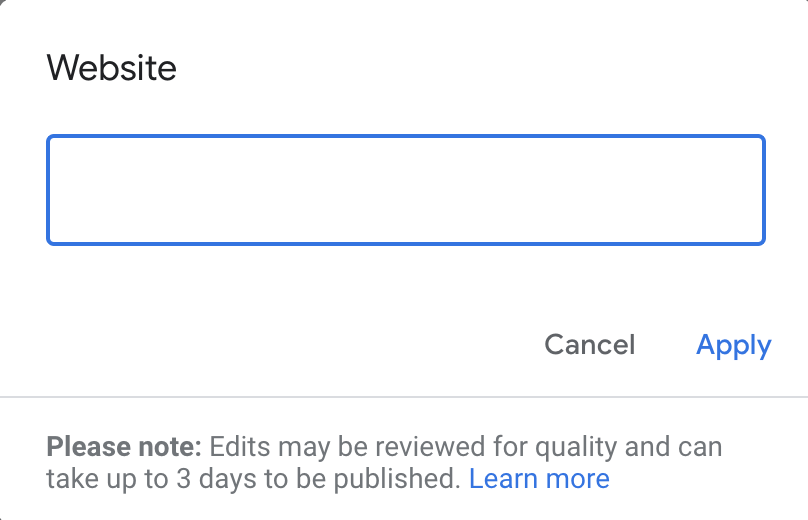 Website
Cancel Apply
Please note: Edits may be reviewed for quality and can
take up to 3 days to be published. Learn more